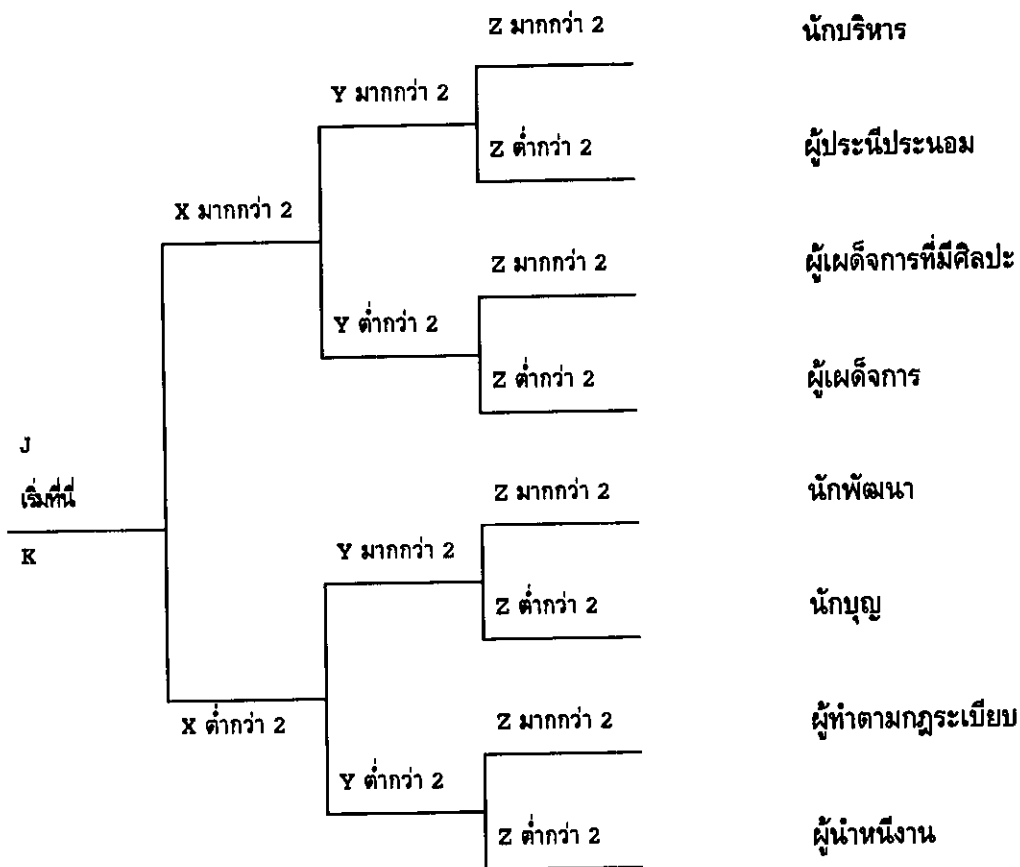 Z มากกว่า 2 นักบริหาร
Y มากกว่า 2
Z ต่ำกว่า 2 ผู้ประนีประนอม
X มากกว่า 2
Z มากกว่า 2 ผู้เผด็จการที่มีศิลปะ
Y ต่ำกว่า 2
Z ต่ำกว่า 2 ผู้เผด็จการ
J
เริ่มที่นี่
K
Z มากกว่า 2 นักพัฒนา
Y มากกว่า 2
Z ต่ำกว่า 2 นักบุญ
X ต่ำกว่า 2
Z มากกว่า 2 ผู้ทำตามกฎระเบียบ
Y ต่ำกว่า 2
Z ต่ำกว่า 2 ผู้นำหนีงาน